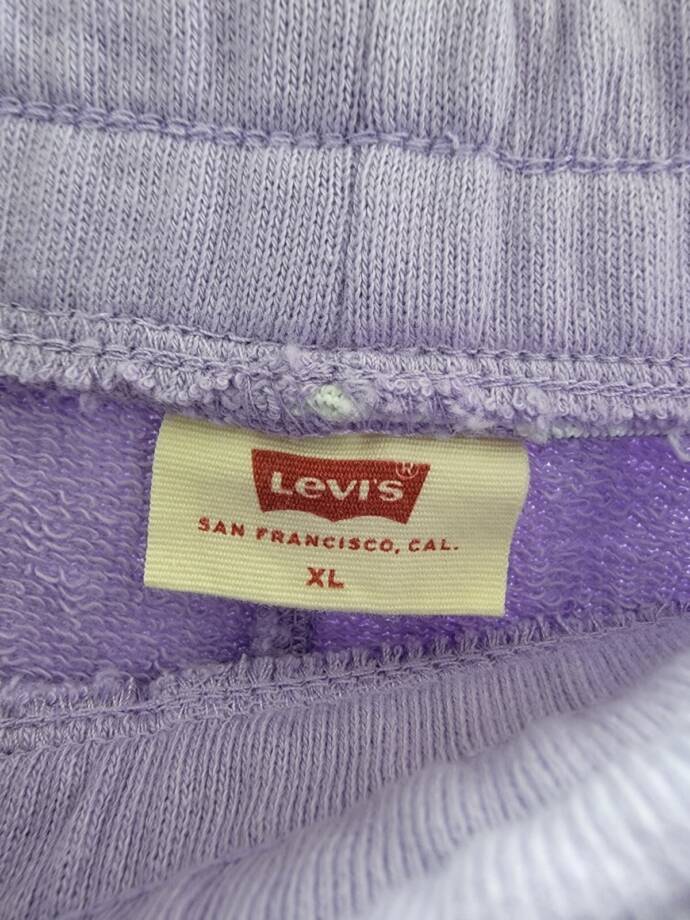 Levi's®
SAN FRANCISCO, CAL.
XL